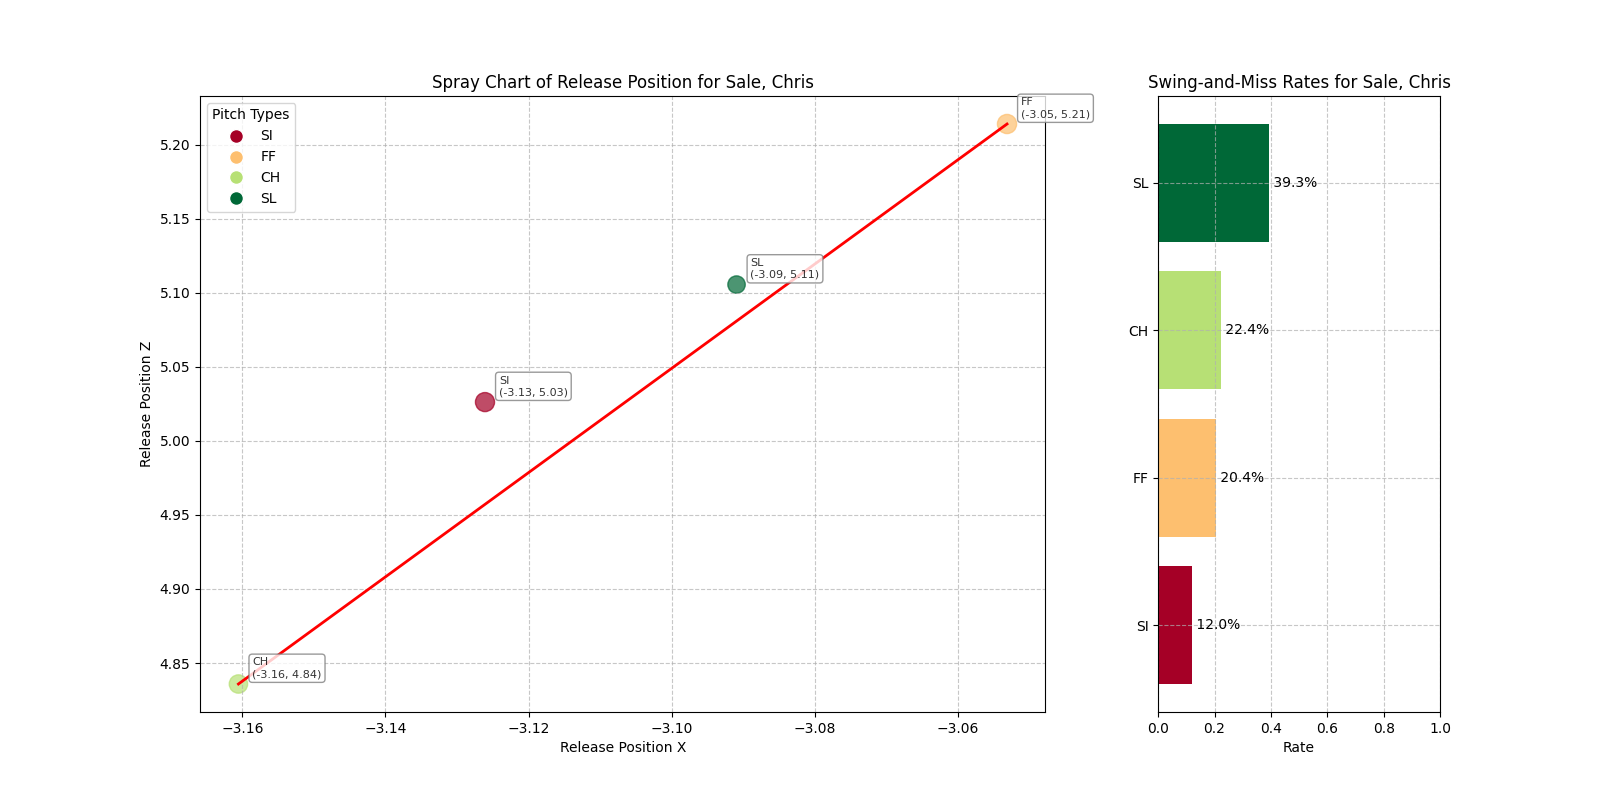 Spray Chart of Release Position for Sale, Chris
Pitch Types
SI
FF
CH
SL
FF
(-3.05, 5.21)
SL
(-3.09, 5.11)
SI
(-3.13, 5.03)
CH
(-3.16, 4.84)
5.20
5.15
5.10
5.05
5.00
4.95
4.90
4.85
Release Position Z
−3.16
−3.14
−3.12
−3.10
−3.08
−3.06
Release Position X
Swing-and-Miss Rates for Sale, Chris
SL
39.3%
CH
22.4%
FF
20.4%
SI
12.0%
0.0
0.2
0.4
0.6
0.8
1.0
Rate